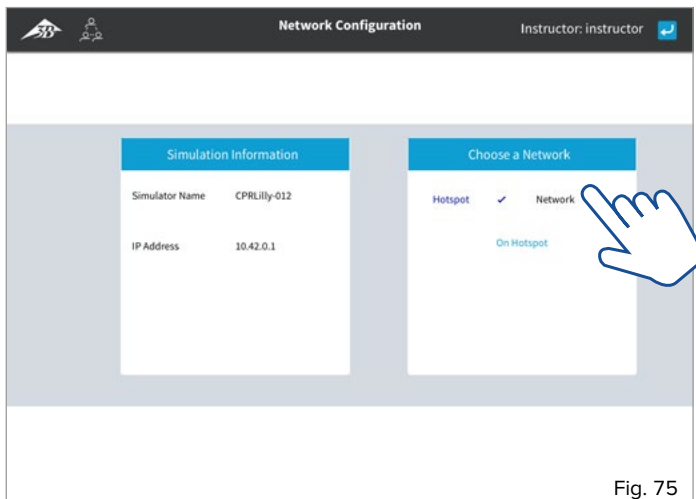 3B
Network Configuration
Instructor: instructor
Simulation Information
Simulator Name CPRLilly-012
IP Address 10.42.0.1
Choose a Network
Hotspot ✓ Network
On Hotspot
Fig. 75